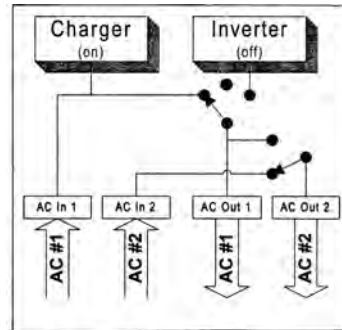 Charger
(on)
Inverter
(off)
AC In 1
AC In 2
AC Out 1
AC Out 2
AC #1
AC #2
AC #1
AC #2